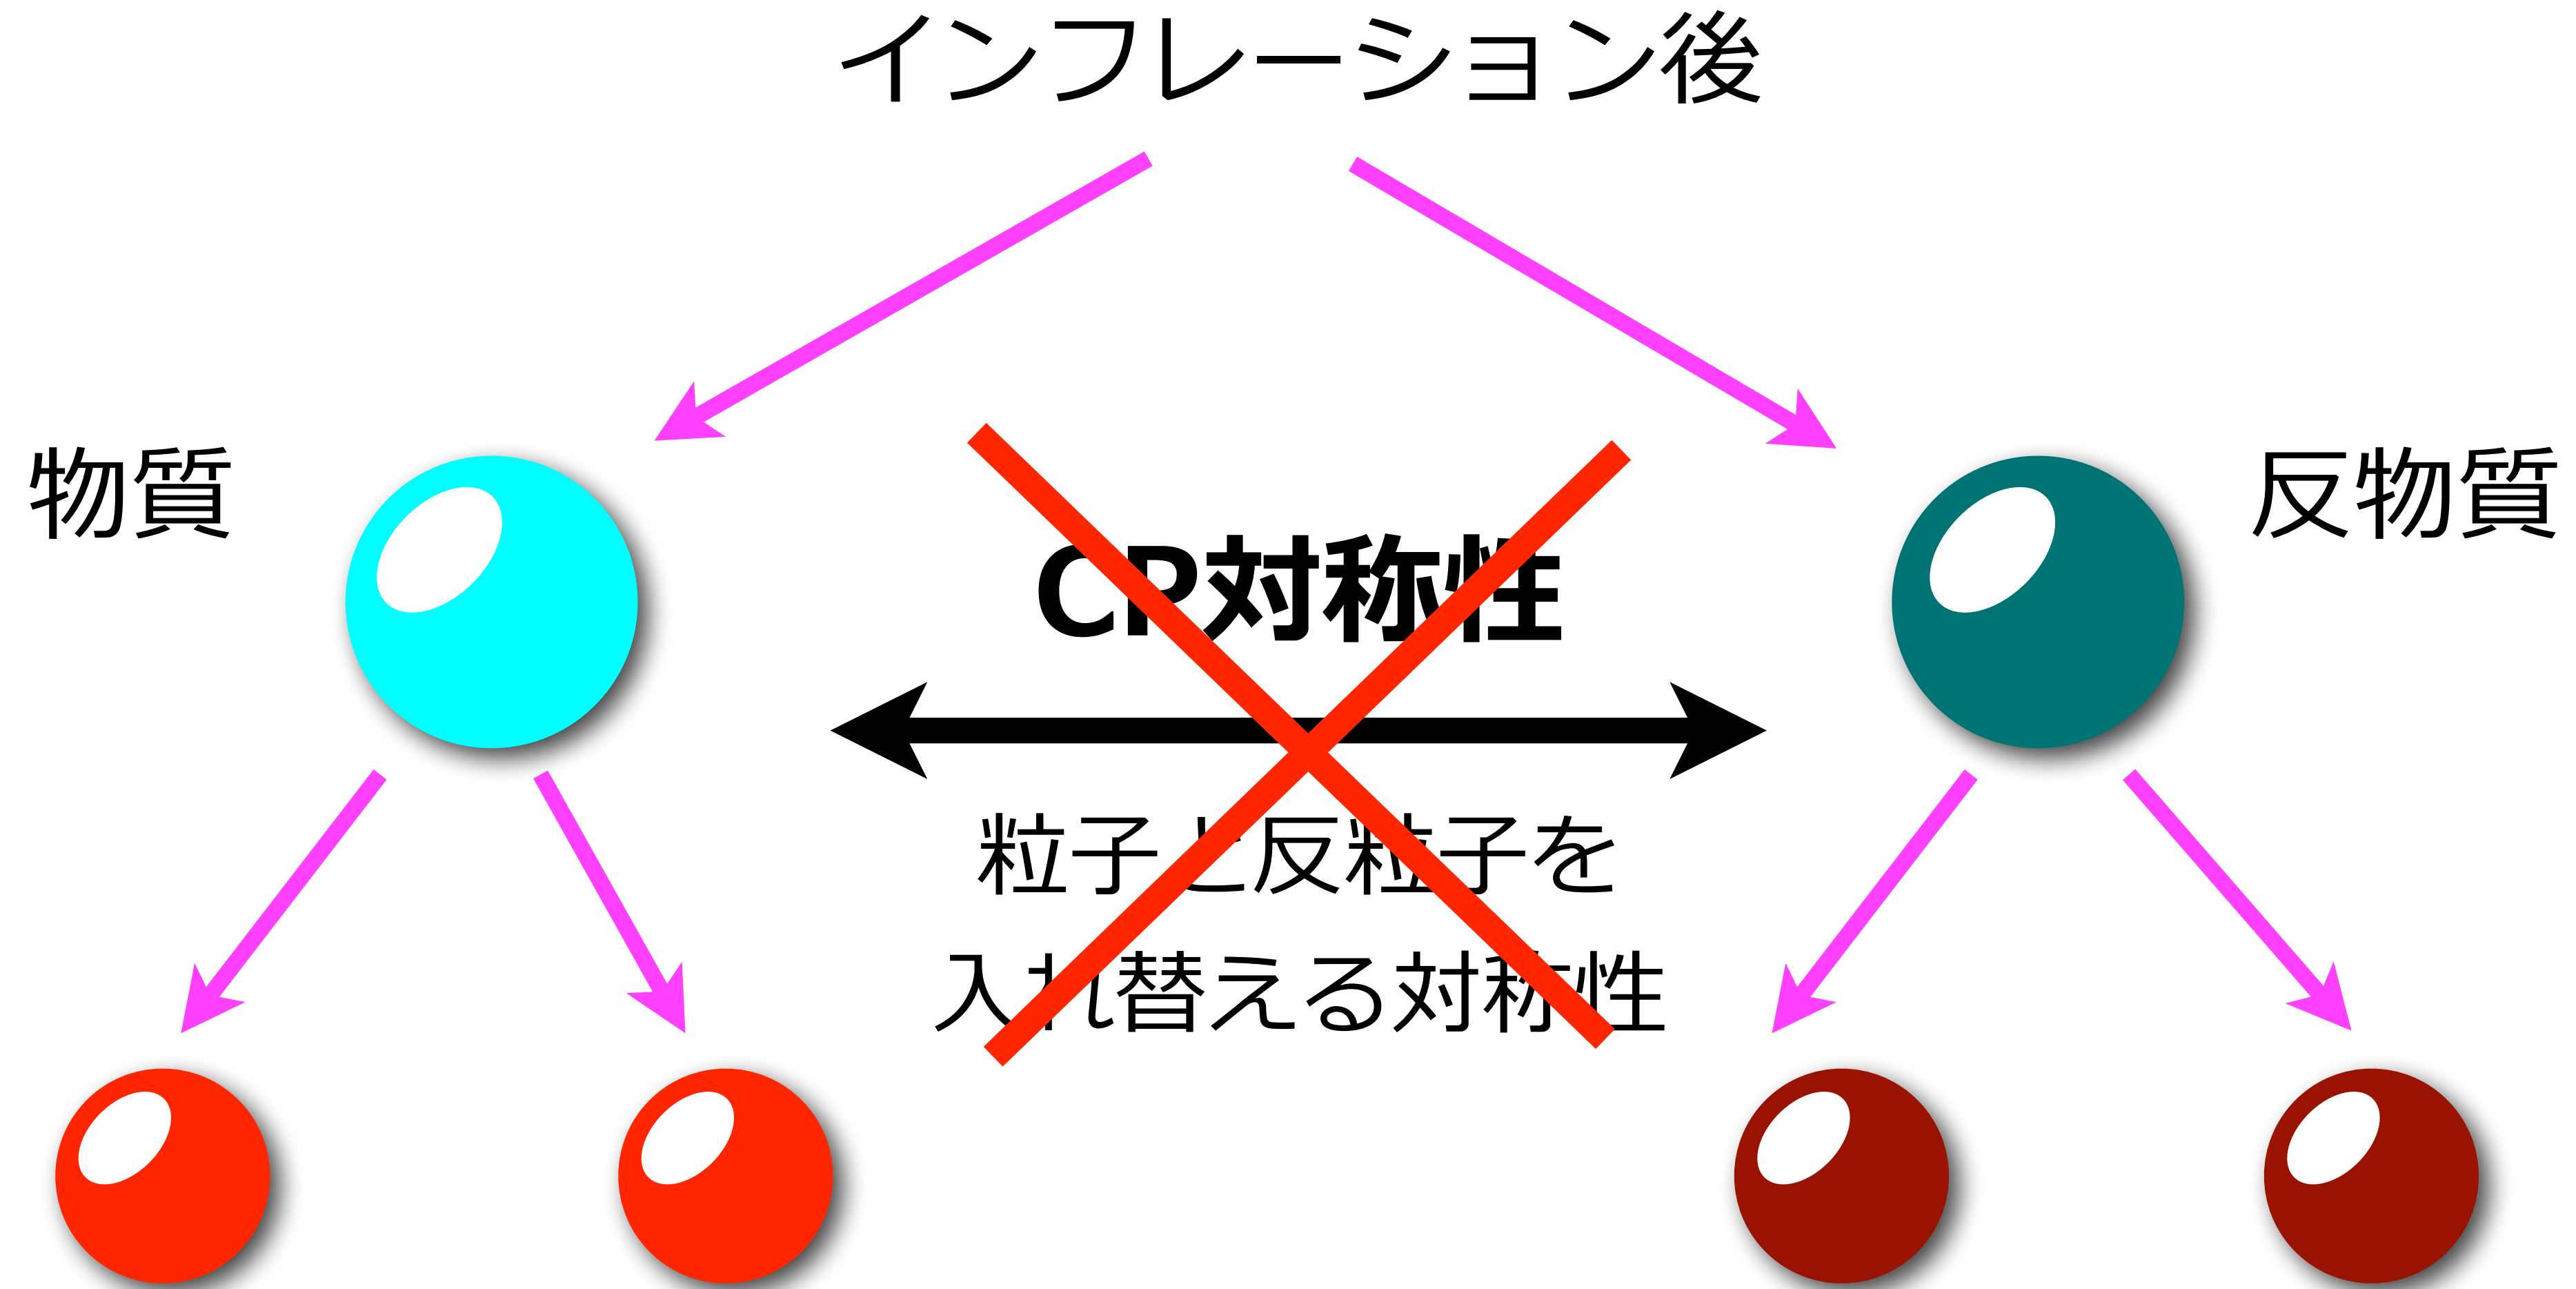 インフレーション後
物質
反物質
CP対称性
粒子と反粒子を
入れ替える対称性